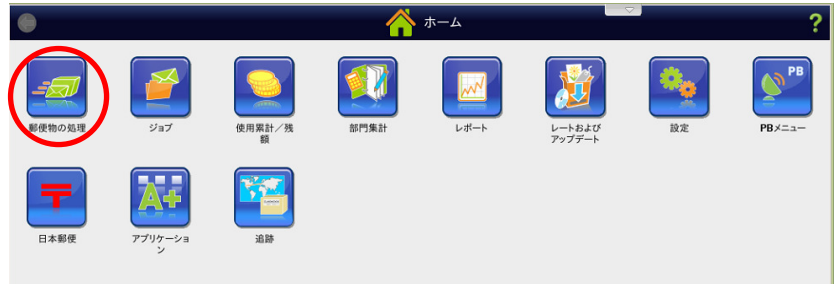 ホーム
?
PB
郵便物の処理
ジョブ
使用累計／残
額
部門集計
レポート
レートおよび
アップデート
設定
PBメニュー
A+
日本郵便
アプリケーショ
ン
追跡